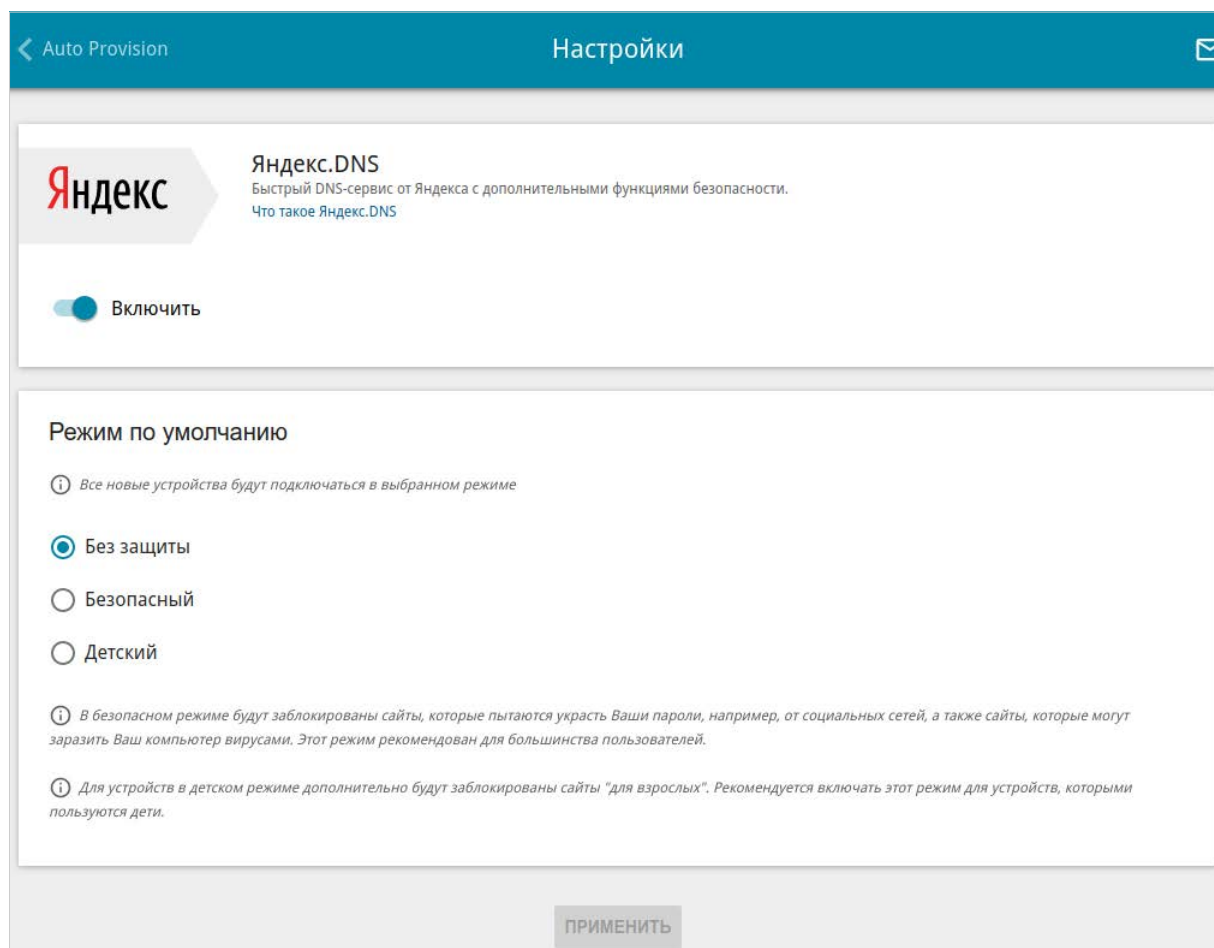 Auto Provision
Настройки
Яндекс
Яндекс.DNS
Быстрый DNS-сервис от Яндекса с дополнительными функциями безопасности.
Что такое Яндекс.DNS
Включить
Режим по умолчанию
Все новые устройства будут подключаться в выбранном режиме
Без защиты
Безопасный
Детский
В безопасном режиме будут заблокированы сайты, которые пытаются украсть Ваши пароли, например, от социальных сетей, а также сайты, которые могут
заразить Ваш компьютер вирусами. Этот режим рекомендован для большинства пользователей.
Для устройств в детском режиме дополнительно будут заблокированы сайты "для взрослых". Рекомендуется включать этот режим для устройств, которыми
пользуются дети.
ПРИМЕНИТЬ